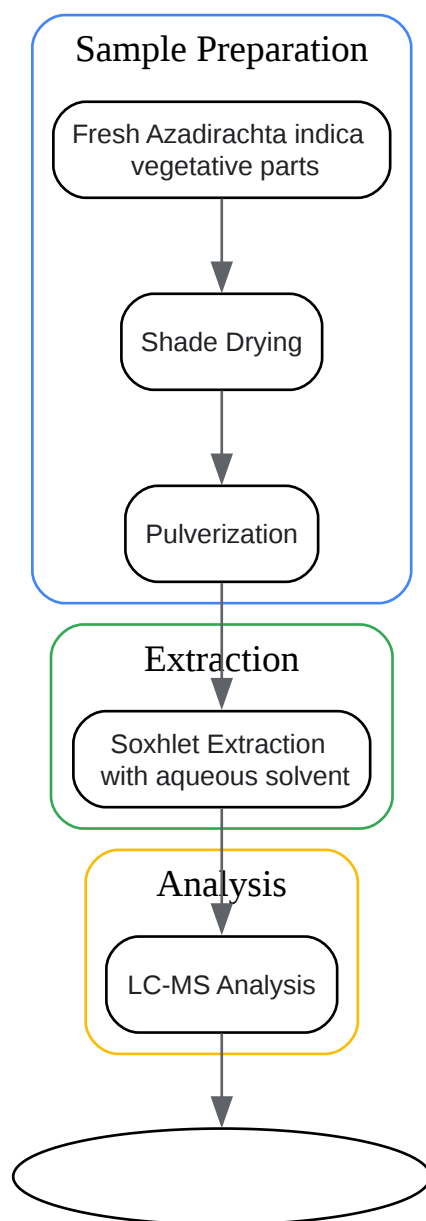 Sample Preparation
Fresh Azadirachta indica
vegetative parts
Shade Drying
Pulverization
Extraction
Soxhlet Extraction
with aqueous solvent
Analysis
LC-MS Analysis